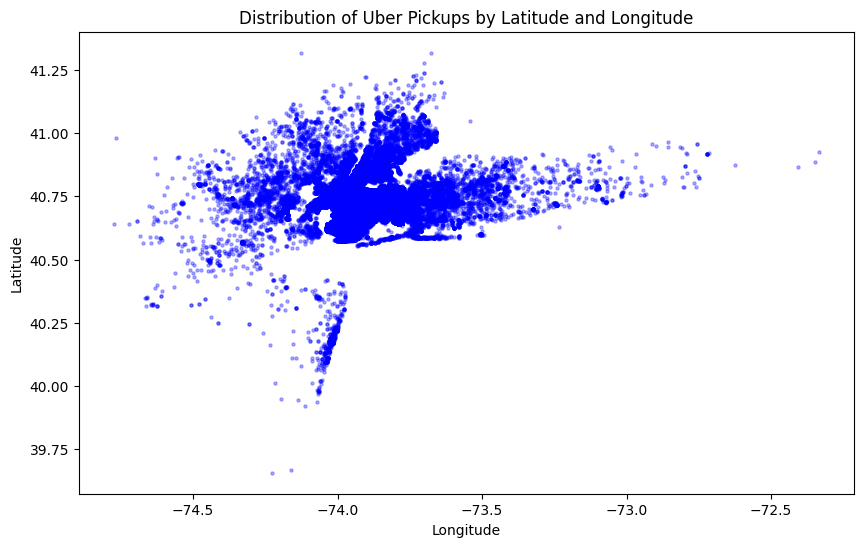 Distribution of Uber Pickups by Latitude and Longitude
Latitude
41.25
41.00
40.75
40.50
40.25
40.00
39.75
−74.5 −74.0 −73.5 −73.0 −72.5
Longitude